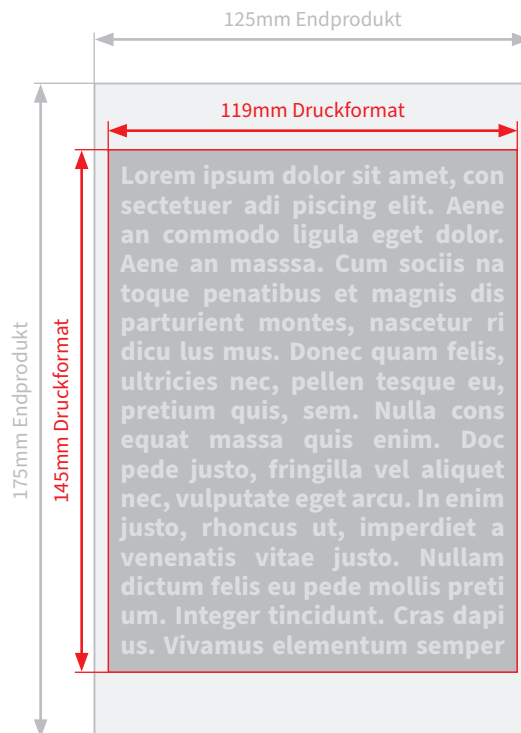 125mm Endprodukt
119mm Druckformat
175mm Endprodukt
145mm Druckformat
Lorem ipsum dolor sit amet, con
sectetuer adi piscing elit. Aene
an commodo ligula eget dolor.
Aene an masssa. Cum sociis na
toque penatibus et magnis dis
parturient montes, nascetur ri
dicu lus mus. Donec quam felis,
ultricies nec, pellen tesque eu,
pretium quis, sem. Nulla cons
equat massa quis enim. Doc
pede justo, fringilla vel aliquet
nec, vulputate eget arcu. In enim
justo, rhoncus ut, imperdiet a
venenatis vitae justo. Nullam
dictum felis eu pede mollis preti
um. Integer tincidunt. Cras dapi
us. Vivamus elementum semper